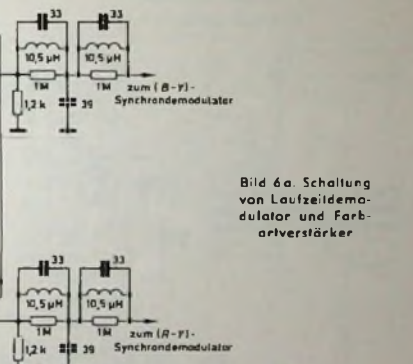 33
33
10,5 μH
10,5 μH
1M
1M
1,2 k
39
zum (B-Y)-
Synchrondemodulator
Bild 6a. Schaltung
von Laufzeitdemo-
dulator und Farb-
artverstärker
33
33
10,5 μH
10,5 μH
1M
1M
1,2 k
39
zum (R-Y)-
Synchrondemodulator